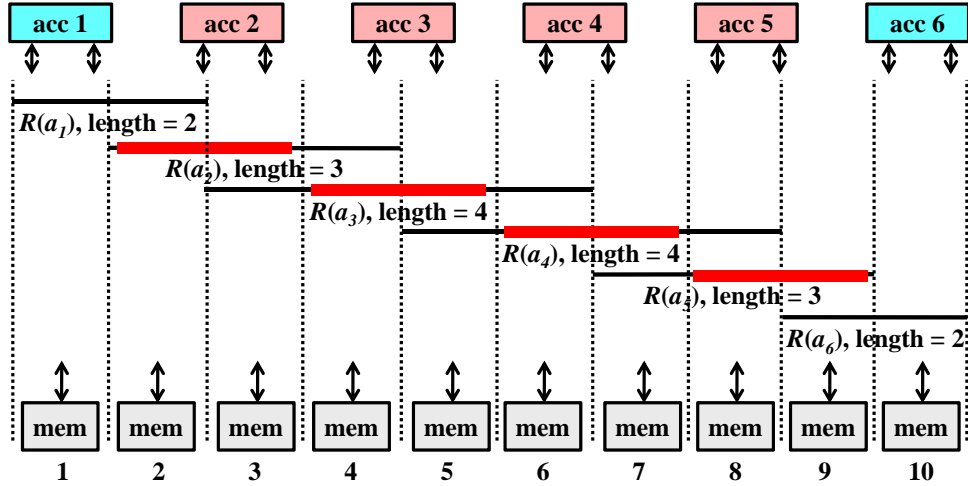 acc 1 acc 2 acc 3 acc 4 acc 5 acc 6
R(a1), length = 2
R(a2), length = 3
R(a3), length = 4
R(a4), length = 4
R(a5), length = 3
R(a6), length = 2
mem mem mem mem mem mem mem mem mem mem
1 2 3 4 5 6 7 8 9 10